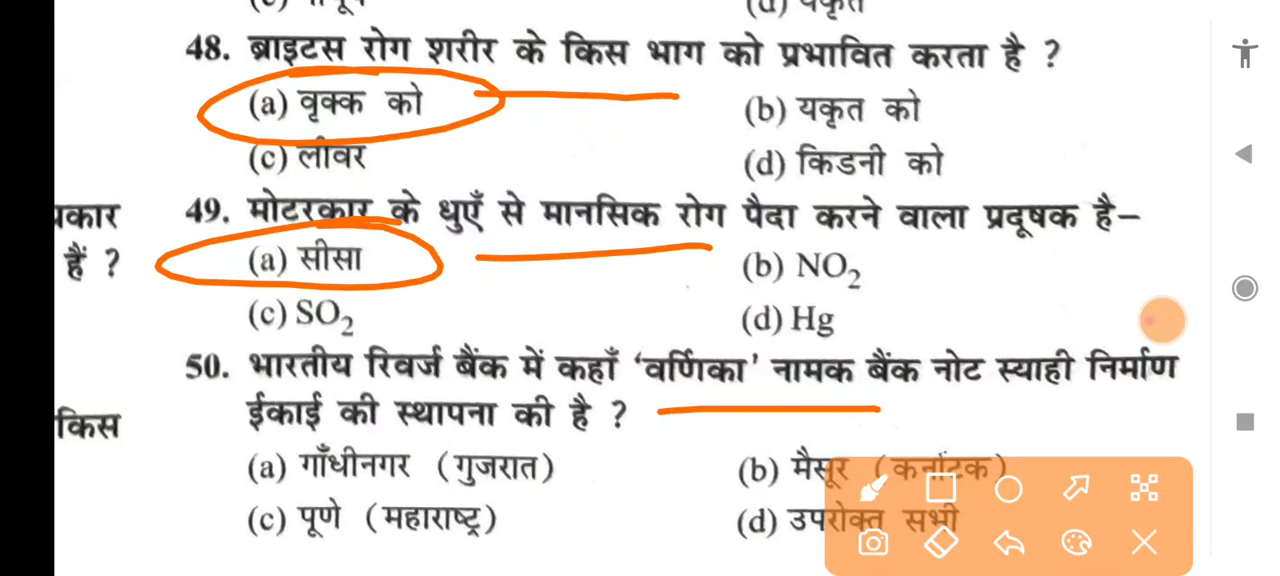 48. ब्राइटस रोग शरीर के किस भाग को प्रभावित करता है ?
(a) वृक्क को (b) यकृत को
(c) लीवर (d) किडनी को
49. मोटरकार के धुएँ से मानसिक रोग पैदा करने वाला प्रदूषक है–
(a) सीसा (b) NO₂
(c) SO₂ (d) Hg
50. भारतीय रिवर्ज बैंक में कहाँ ‘वर्णिका’ नामक बैंक नोट स्याही निर्माण
ईकाई की स्थापना की है ?
(a) गाँधीनगर (गुजरात) (b) मैसूर (कर्नाटक)
(c) पूणे (महाराष्ट्र) (d) उपरोक्त सभी
हैं ?
किस